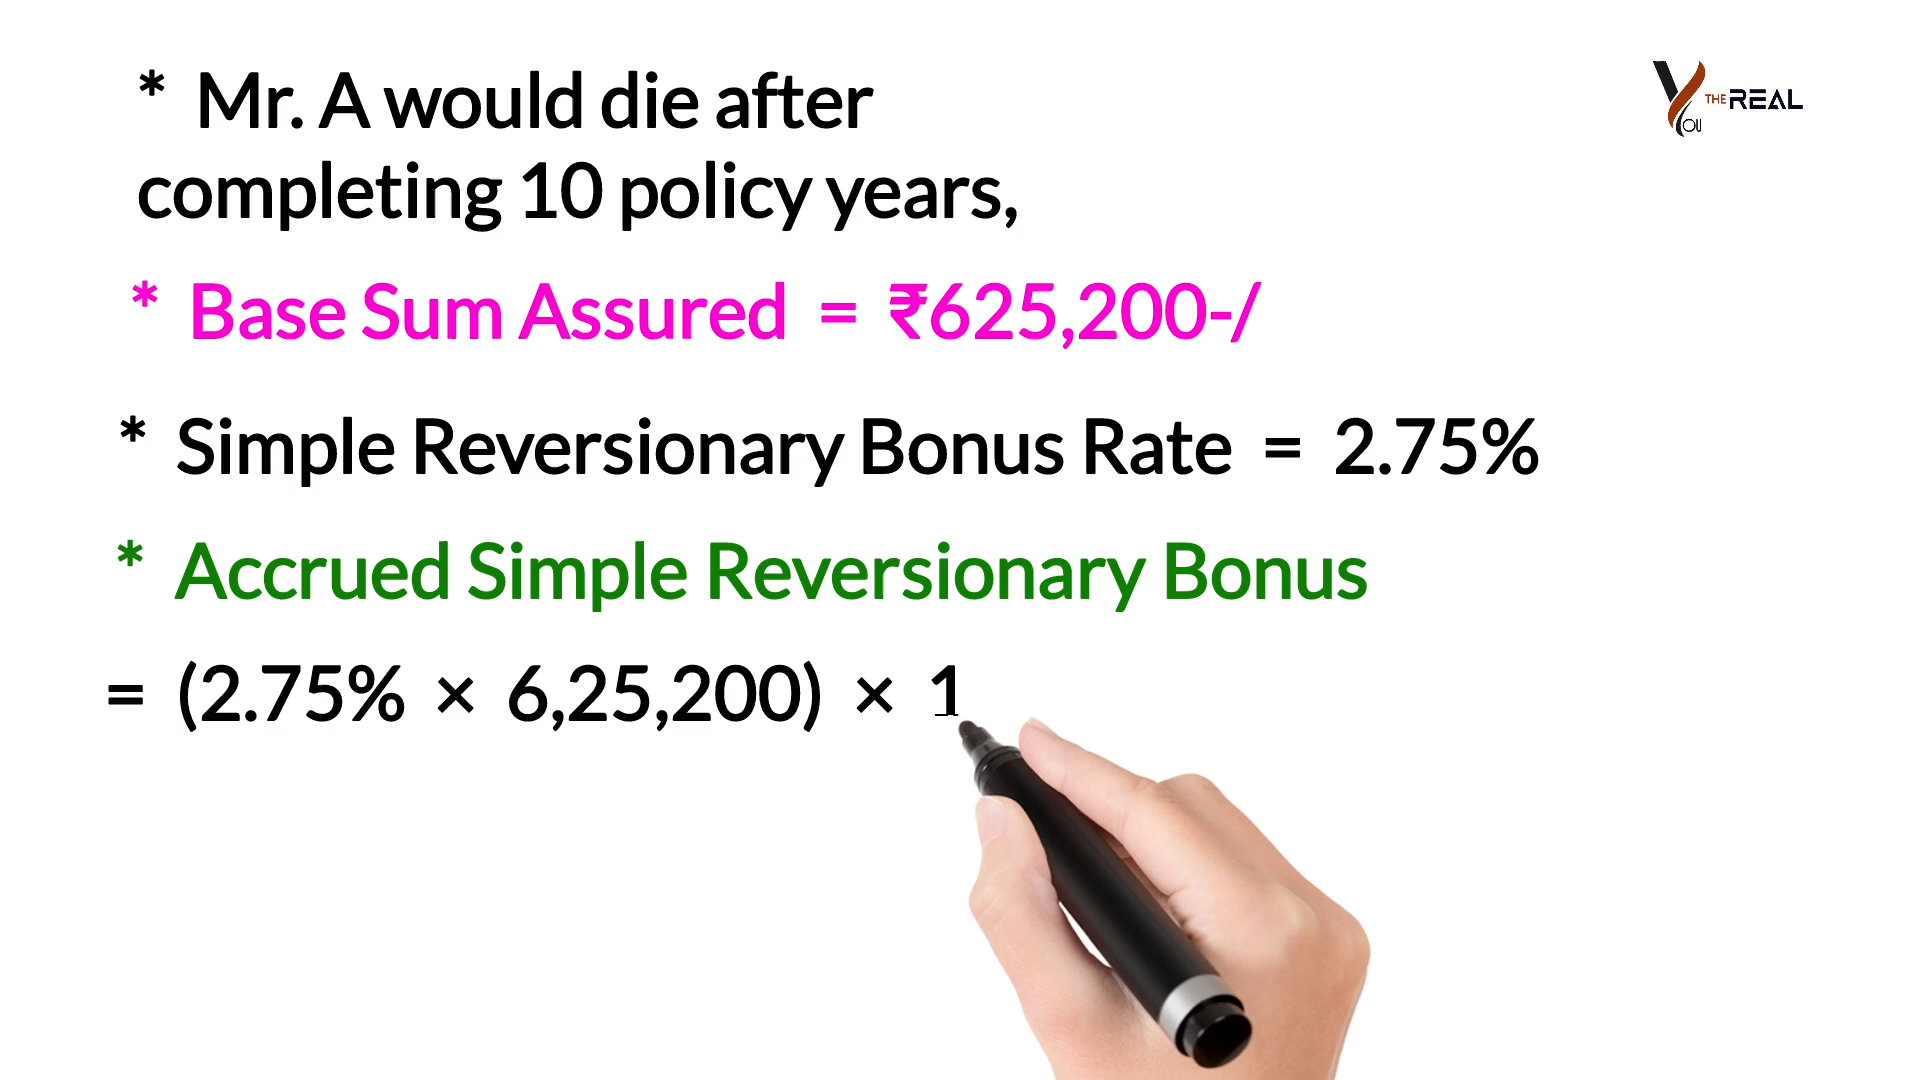 * Mr. A would die after
completing 10 policy years,
* Base Sum Assured = ₹625,200-/
* Simple Reversionary Bonus Rate = 2.75%
* Accrued Simple Reversionary Bonus
= (2.75% × 6,25,200) × 1
THE REAL
YOU